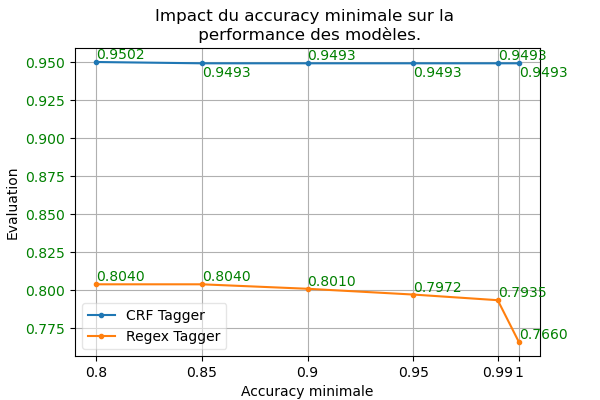 Impact du accuracy minimale sur la
performance des modèles.
Evaluation
0.950
0.925
0.900
0.875
0.850
0.825
0.800
0.775
0.9502
0.9493
0.9493
0.9493
0.9493
0.9493
0.8040
0.8040
0.8010
0.7972
0.7935
0.7660
CRF Tagger
Regex Tagger
0.8 0.85 0.9 0.95 0.99 1
Accuracy minimale